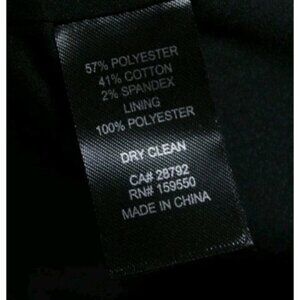 57% POLYESTER
41% COTTON
2% SPANDEX
LINING
100% POLYESTER
DRY CLEAN
CA# 28792
RN# 159550
MADE IN CHINA